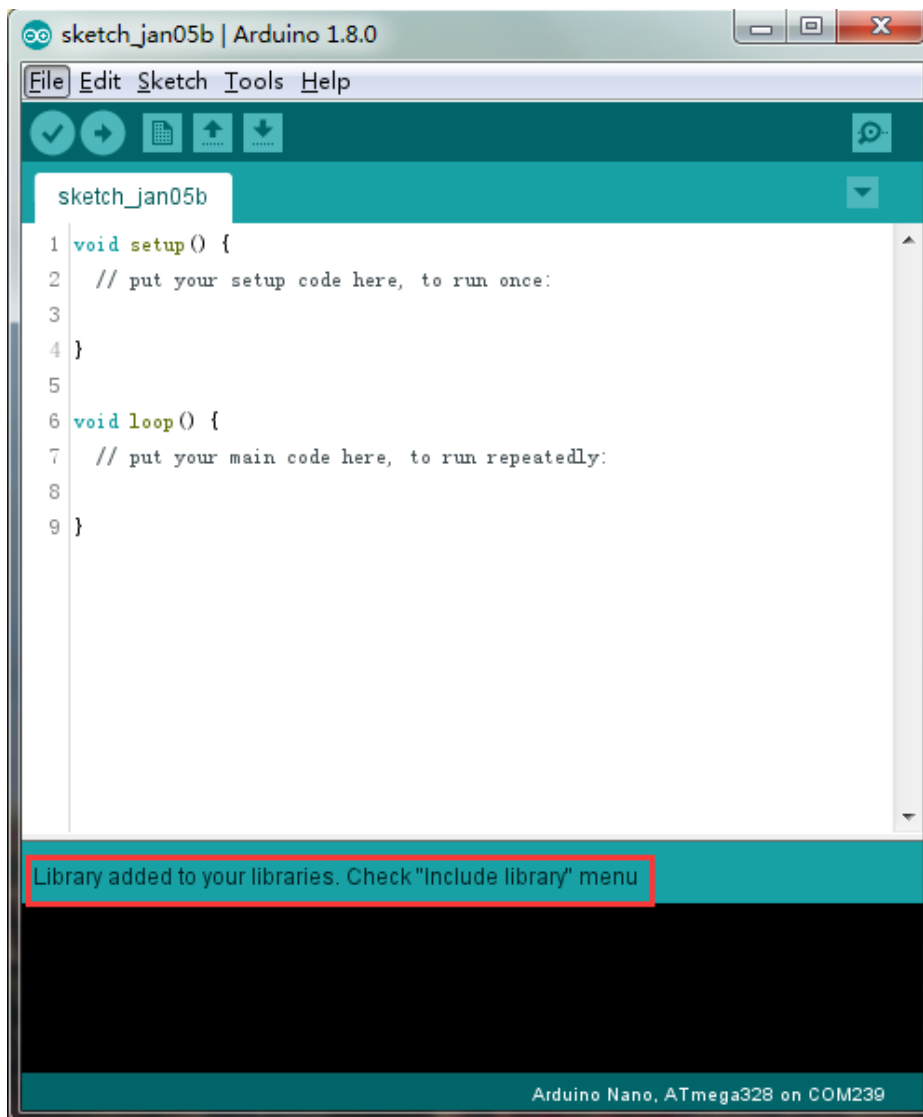 sketch_jan05b | Arduino 1.8.0
File Edit Sketch Tools Help
sketch_jan05b
1 void setup() {
2 // put your setup code here, to run once:
3
4 }
5
6 void loop() {
7 // put your main code here, to run repeatedly:
8
9 }
Library added to your libraries. Check "Include library" menu
Arduino Nano, ATmega328 on COM239